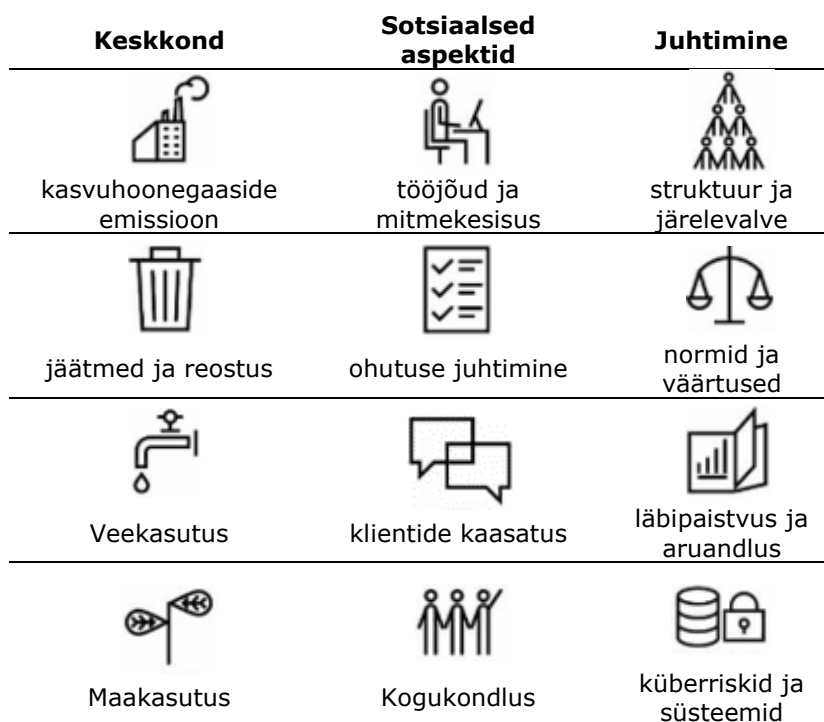 Keskkond
Sotsiaalsed
aspektid
Juhtimine
kasvuhoonegaaside
emissioon
tööjõud ja
mitmekesisus
struktuur ja
järelevalve
jäätmed ja reostus
ohutuse juhtimine
normid ja
väärtused
Veekasutus
klientide kaasatus
läbipaistvus ja
aruandlus
Maakasutus
Kogukondlus
küberriskid ja
süsteemid